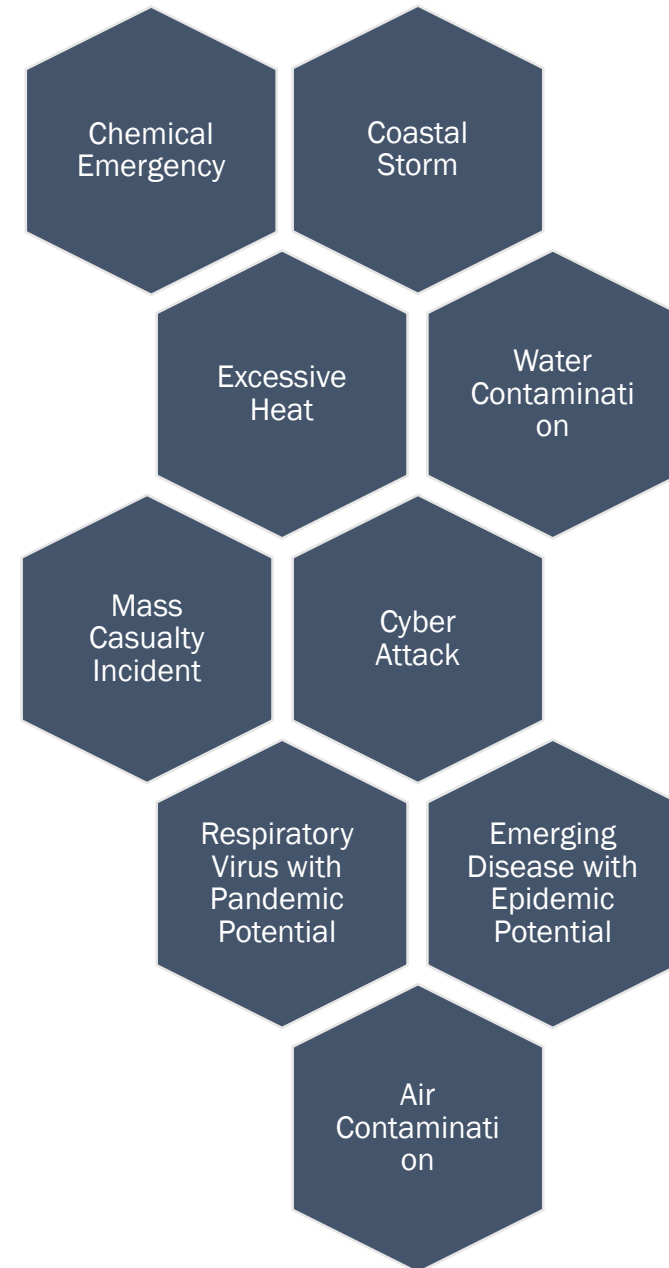 Chemical
Emergency
Coastal
Storm
Excessive
Heat
Water
Contaminati
on
Mass
Casualty
Incident
Cyber
Attack
Respiratory
Virus with
Pandemic
Potential
Emerging
Disease with
Epidemic
Potential
Air
Contaminati
on